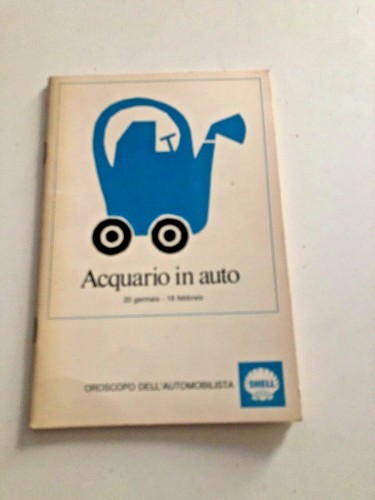 Acquario in auto
20 gennaio - 18 febbraio
OROSCOPO DELL'AUTOMOBILISTA
SHELL